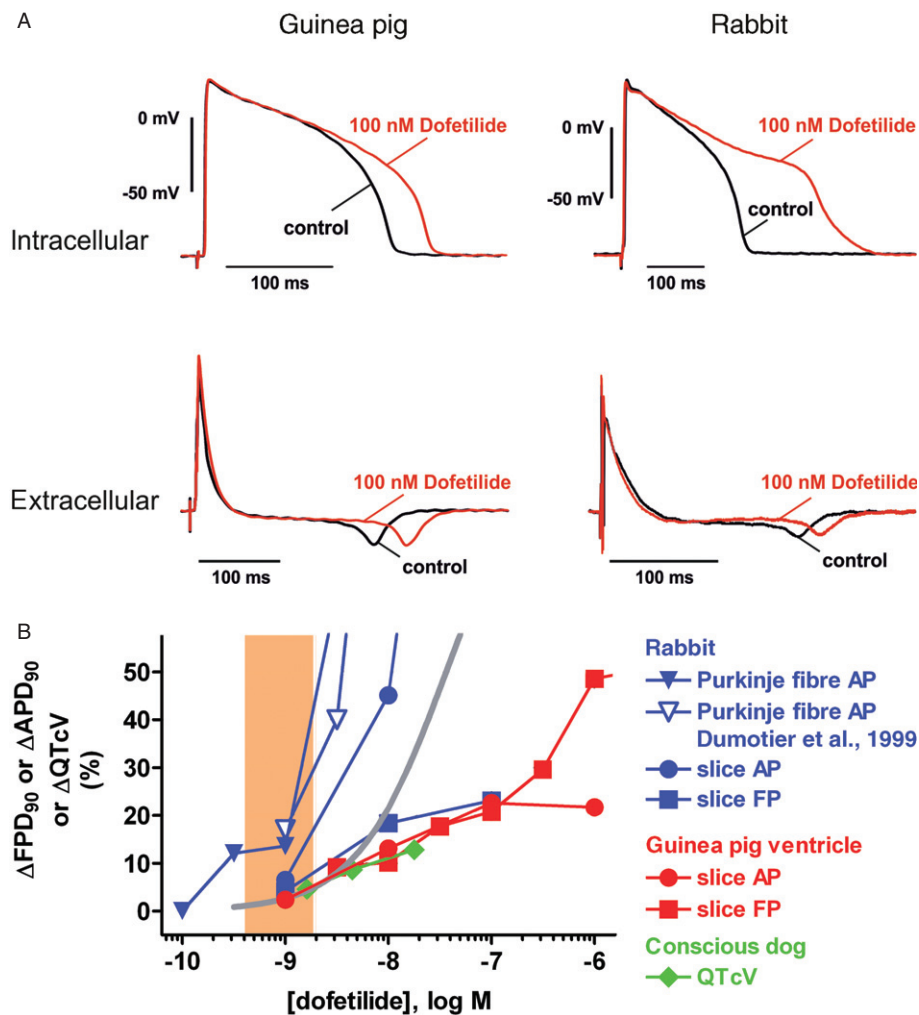 A
Guinea pig
Rabbit
0 mV
-50 mV
100 nM Dofetilide
control
100 ms
0 mV
-50 mV
100 nM Dofetilide
control
100 ms
Intracellular
Extracellular
100 nM Dofetilide
control
100 ms
100 nM Dofetilide
control
100 ms
B
ΔFPD90 or ΔAPD90
or ΔQTcV
(%)
50
40
30
20
10
0
-10
-9
-8
-7
-6
[dofetilide], log M
Rabbit
Purkinje fibre AP
Purkinje fibre AP
Dumotier et al., 1999
slice AP
slice FP
Guinea pig ventricle
slice AP
slice FP
Conscious dog
QTcV